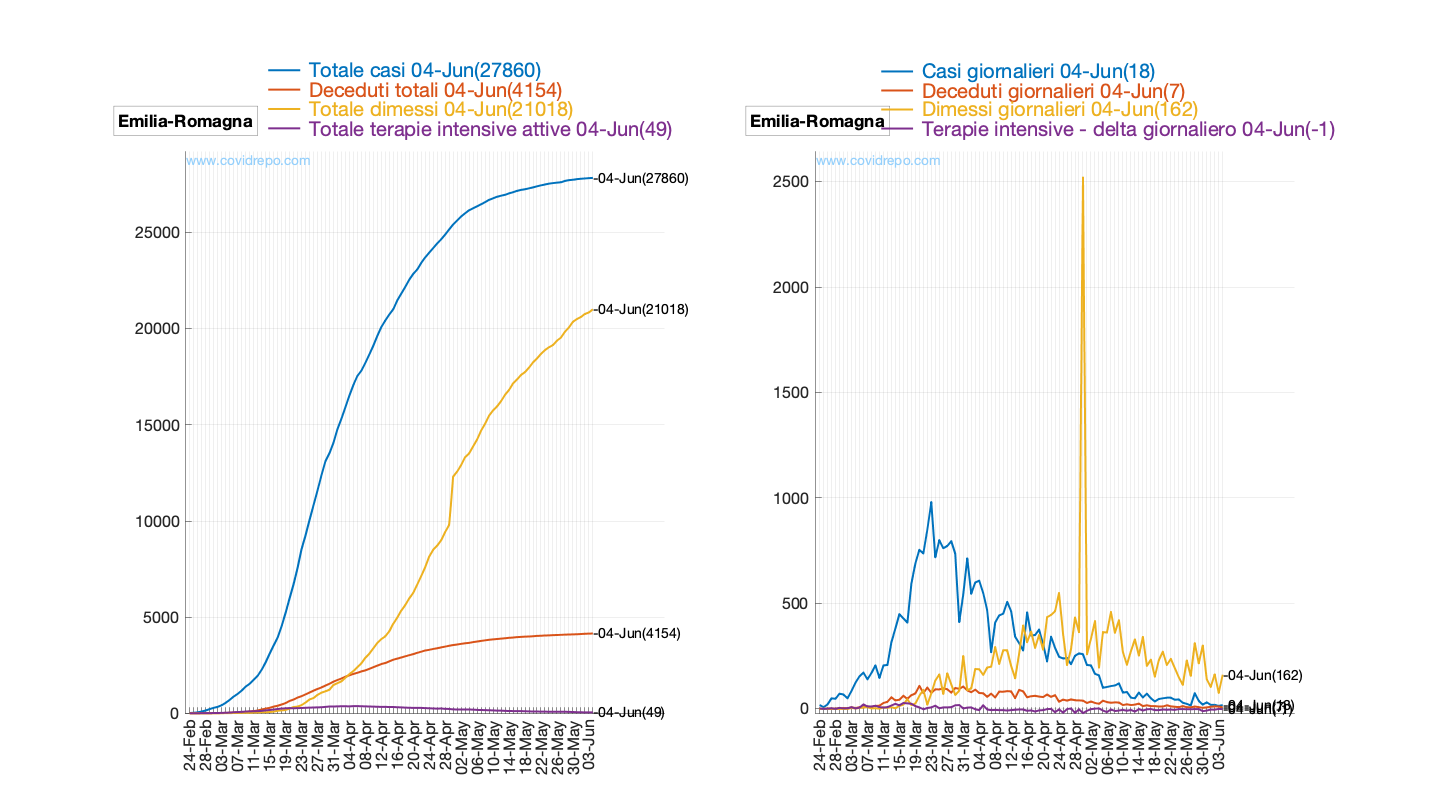 Totale casi 04-Jun(27860)
Deceduti totali 04-Jun(4154)
Totale dimessi 04-Jun(21018)
Totale terapie intensive attive 04-Jun(49)
Emilia-Romagna
www.covidrepo.com
04-Jun(27860)
25000
04-Jun(21018)
20000
15000
10000
5000
04-Jun(4154)
0
04-Jun(49)
24-Feb
28-Feb
03-Mar
07-Mar
11-Mar
15-Mar
19-Mar
23-Mar
27-Mar
31-Mar
04-Apr
08-Apr
12-Apr
16-Apr
20-Apr
24-Apr
28-Apr
02-May
06-May
10-May
14-May
18-May
22-May
26-May
30-May
03-Jun
Casi giornalieri 04-Jun(18)
Deceduti giornalieri 04-Jun(7)
Dimessi giornalieri 04-Jun(162)
Terapie intensive - delta giornaliero 04-Jun(-1)
Emilia-Romagna
www.covidrepo.com
2500
2000
1500
1000
500
04-Jun(162)
0
24-Feb
28-Feb
03-Mar
07-Mar
11-Mar
15-Mar
19-Mar
23-Mar
27-Mar
31-Mar
04-Apr
08-Apr
12-Apr
16-Apr
20-Apr
24-Apr
28-Apr
02-May
06-May
10-May
14-May
18-May
22-May
26-May
30-May
03-Jun